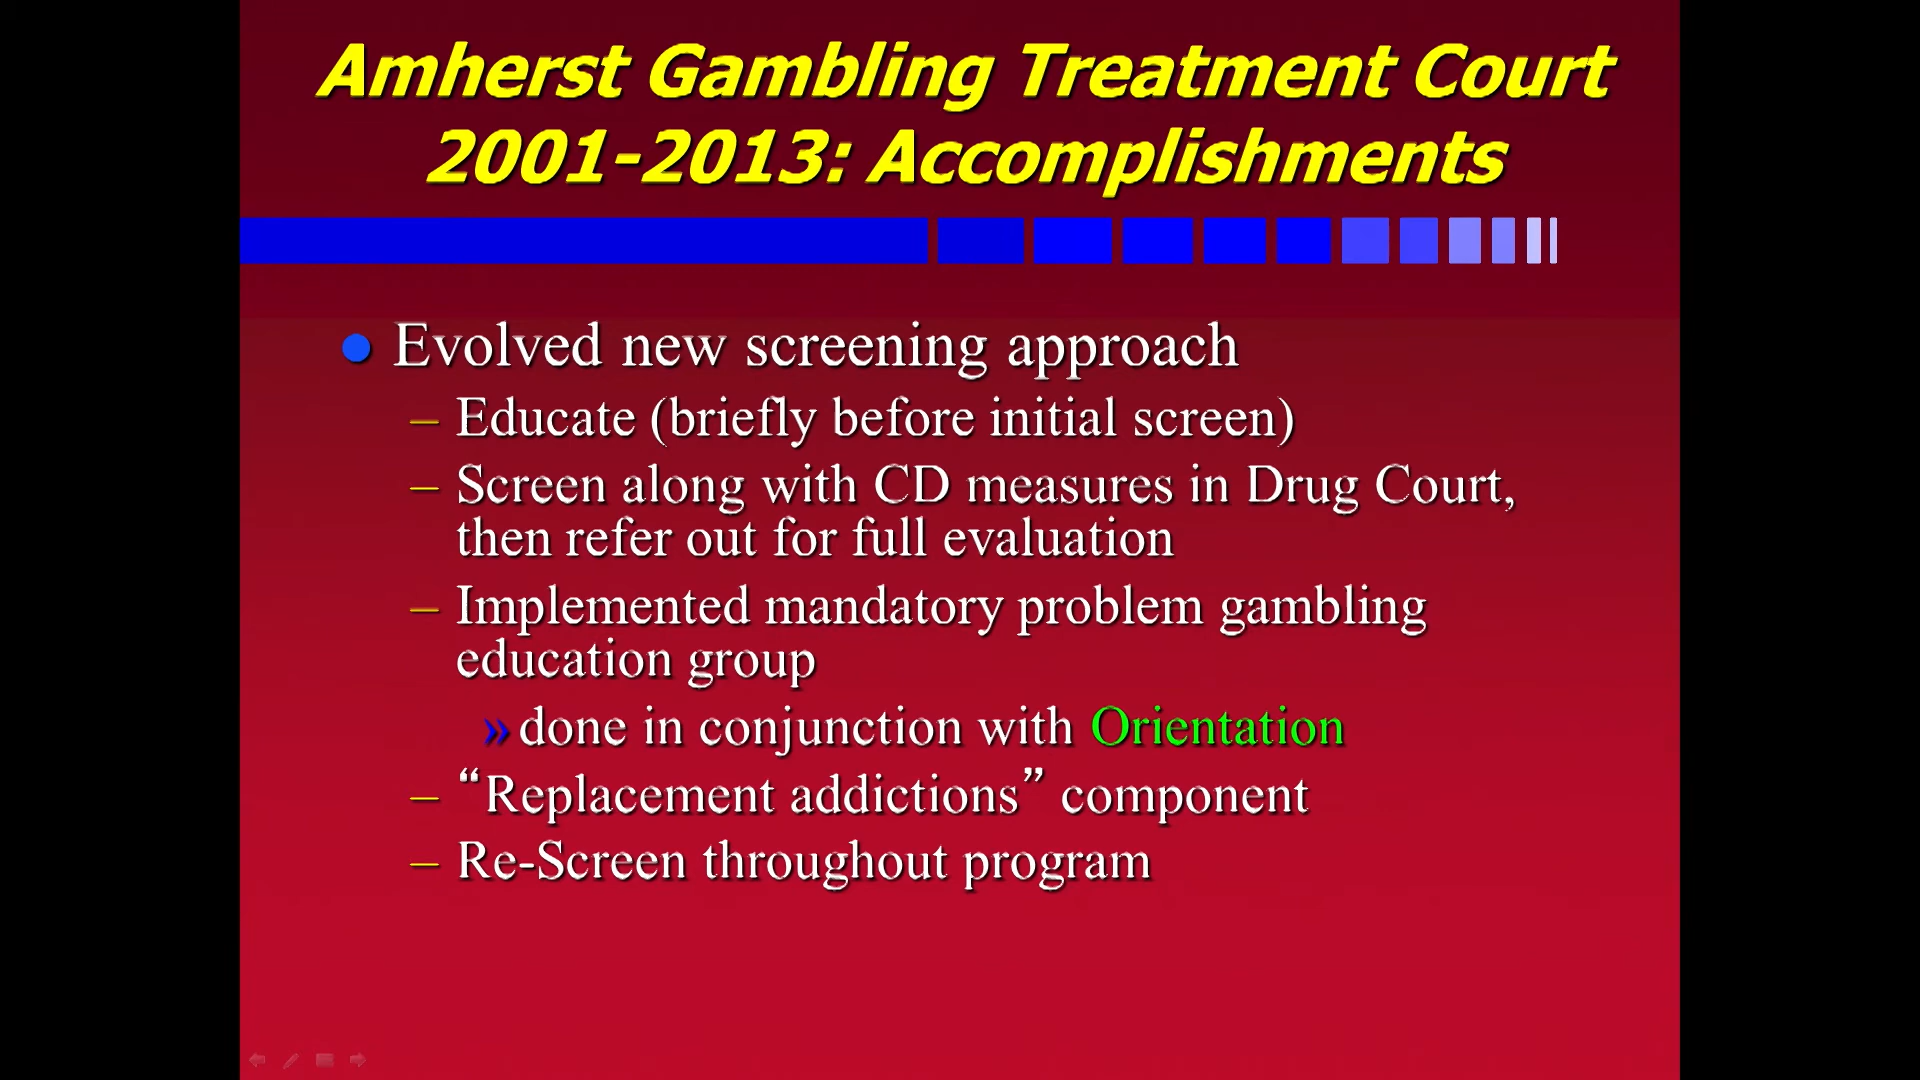 Amherst Gambling Treatment Court
2001-2013: Accomplishments
● Evolved new screening approach
– Educate (briefly before initial screen)
– Screen along with CD measures in Drug Court,
then refer out for full evaluation
– Implemented mandatory problem gambling
education group
» done in conjunction with Orientation
– “Replacement addictions” component
– Re-Screen throughout program